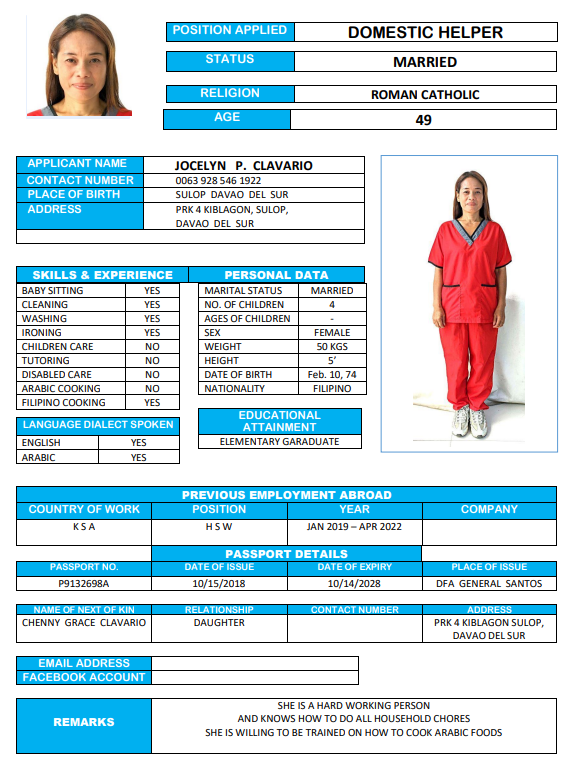 POSITION APPLIED DOMESTIC HELPER
STATUS MARRIED
RELIGION ROMAN CATHOLIC
AGE 49
APPLICANT NAME JOCELYN P. CLAVARIO
CONTACT NUMBER 0063 928 546 1922
PLACE OF BIRTH SULOP DAVAO DEL SUR
ADDRESS PRK 4 KIBLAGON, SULOP,
DAVAO DEL SUR
SKILLS & EXPERIENCE
BABY SITTING YES
CLEANING YES
WASHING YES
IRONING YES
CHILDREN CARE NO
TUTORING NO
DISABLED CARE NO
ARABIC COOKING NO
FILIPINO COOKING YES
LANGUAGE DIALECT SPOKEN
ENGLISH YES
ARABIC YES
PERSONAL DATA
MARITAL STATUS MARRIED
NO. OF CHILDREN 4
AGES OF CHILDREN -
SEX FEMALE
WEIGHT 50 KGS
HEIGHT 5’
DATE OF BIRTH Feb. 10, 74
NATIONALITY FILIPINO
EDUCATIONAL
ATTAINMENT
ELEMENTARY GARADUATE
PREVIOUS EMPLOYMENT ABROAD
COUNTRY OF WORK POSITION YEAR COMPANY
K S A H S W JAN 2019 – APR 2022
PASSPORT DETAILS
PASSPORT NO. DATE OF ISSUE DATE OF EXPIRY PLACE OF ISSUE
P9132698A 10/15/2018 10/14/2028 DFA GENERAL SANTOS
NAME OF NEXT OF KIN RELATIONSHIP CONTACT NUMBER ADDRESS
CHENNY GRACE CLAVARIO DAUGHTER PRK 4 KIBLAGON SULOP,
DAVAO DEL SUR
EMAIL ADDRESS
FACEBOOK ACCOUNT
REMARKS
SHE IS A HARD WORKING PERSON
AND KNOWS HOW TO DO ALL HOUSEHOLD CHORES
SHE IS WILLING TO BE TRAINED ON HOW TO COOK ARABIC FOODS